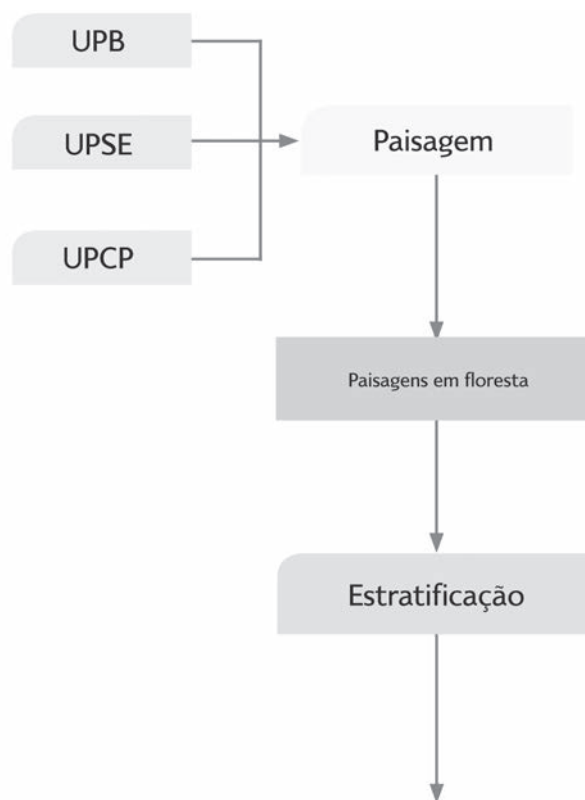 UPB
UPSE
Paisagem
UPCP
Paisagens em floresta
Estratificação